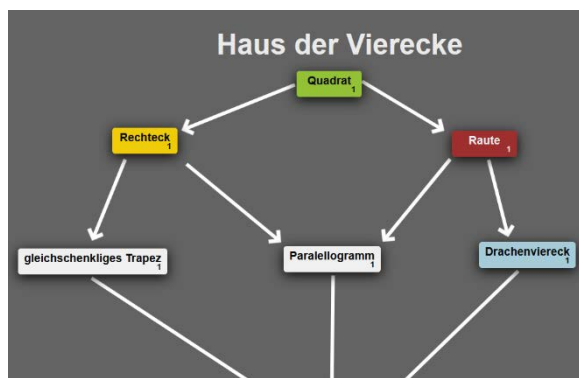 Haus der Vierecke
Quadrat
1
Rechteck
1
Raute
1
gleichschenkliges Trapez
1
Paralellogramm
1
Drachenviereck
1